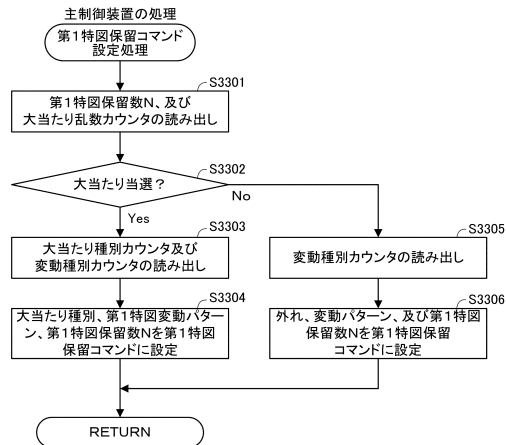 主制御装置の処理
第1特図保留コマンド
設定処理
S3301
第1特図保留数N、及び
大当たり乱数カウンタの読み出し
S3302
大当たり当選？
No
Yes
S3303
大当たり種別カウンタ及び
変動種別カウンタの読み出し
S3305
変動種別カウンタの読み出し
S3304
大当たり種別、第1特図変動パター
ン、第1特図保留数Nを第1特図
保留コマンドに設定
S3306
外れ、変動パターン、及び第1特図
保留数Nを第1特図保留
コマンドに設定
RETURN